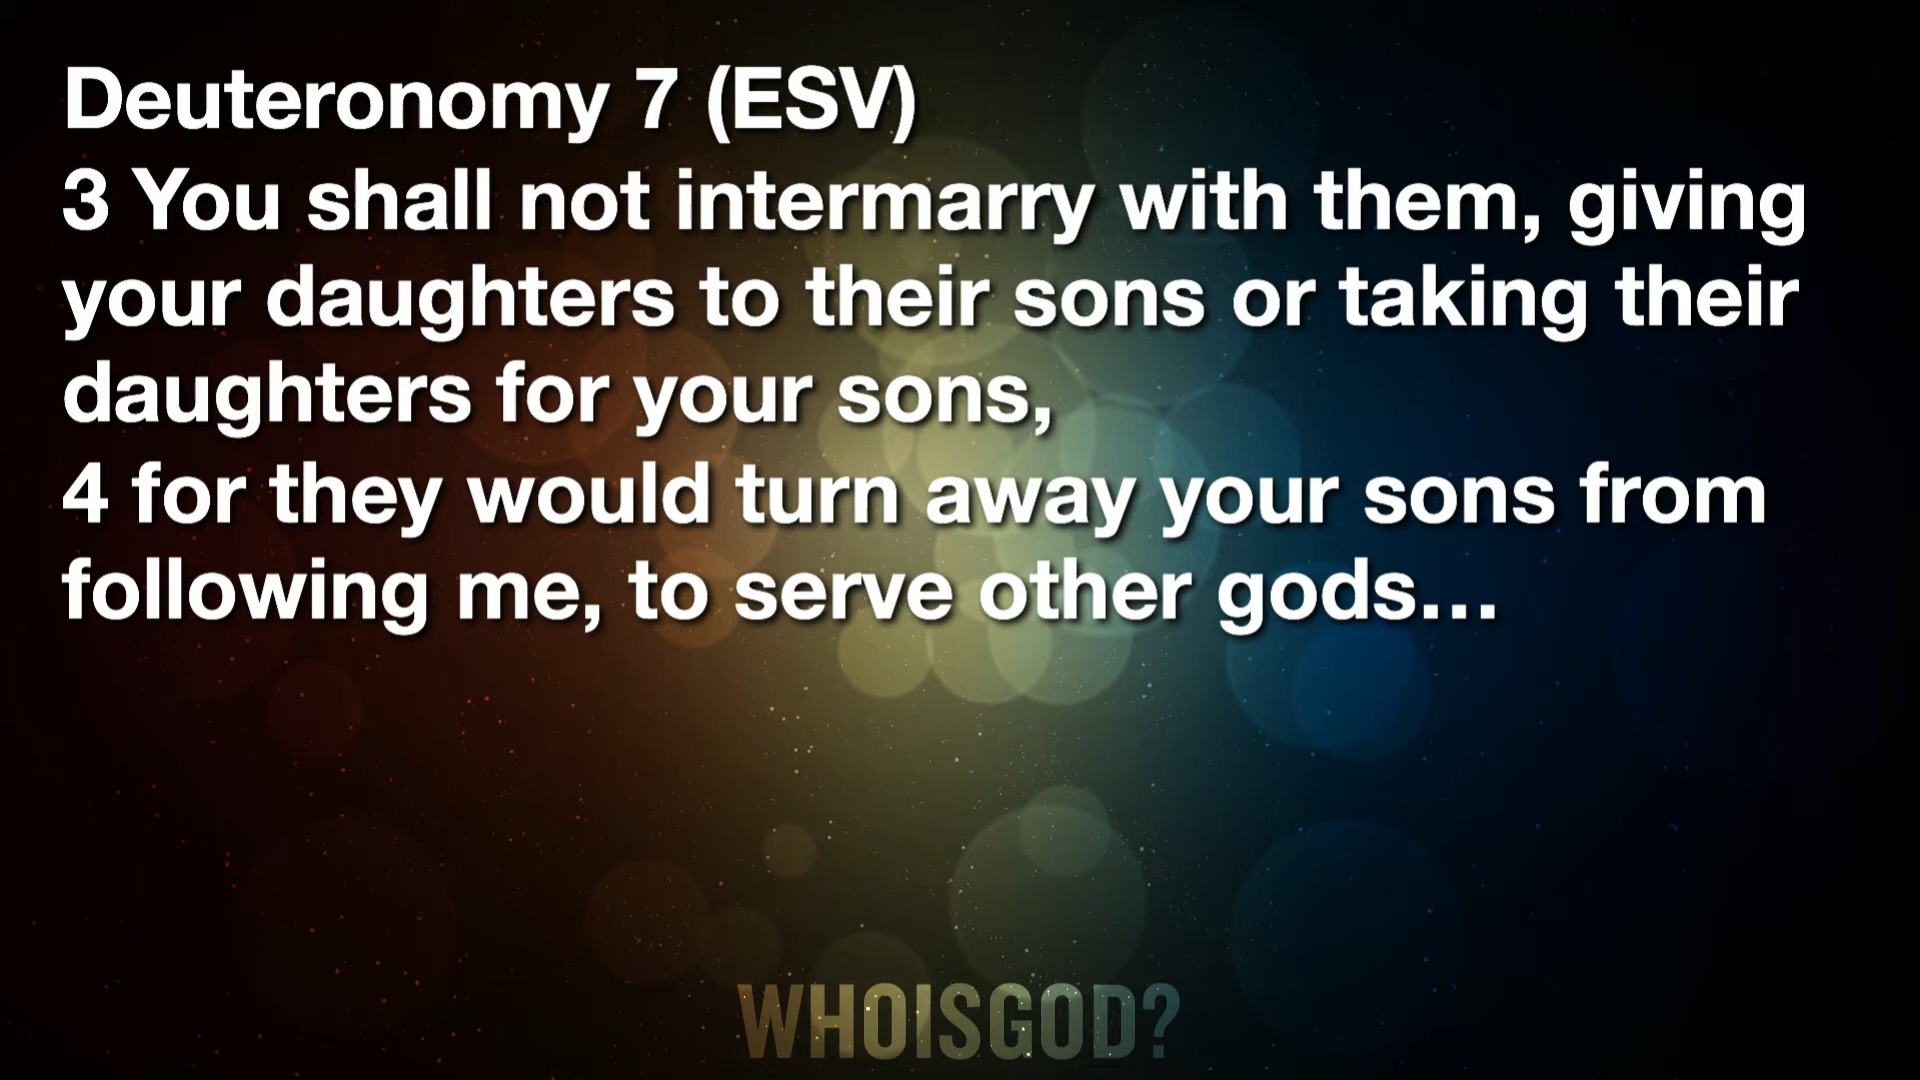 Deuteronomy 7 (ESV)
3 You shall not intermarry with them, giving
your daughters to their sons or taking their
daughters for your sons,
4 for they would turn away your sons from
following me, to serve other gods…
WHOISGOD?